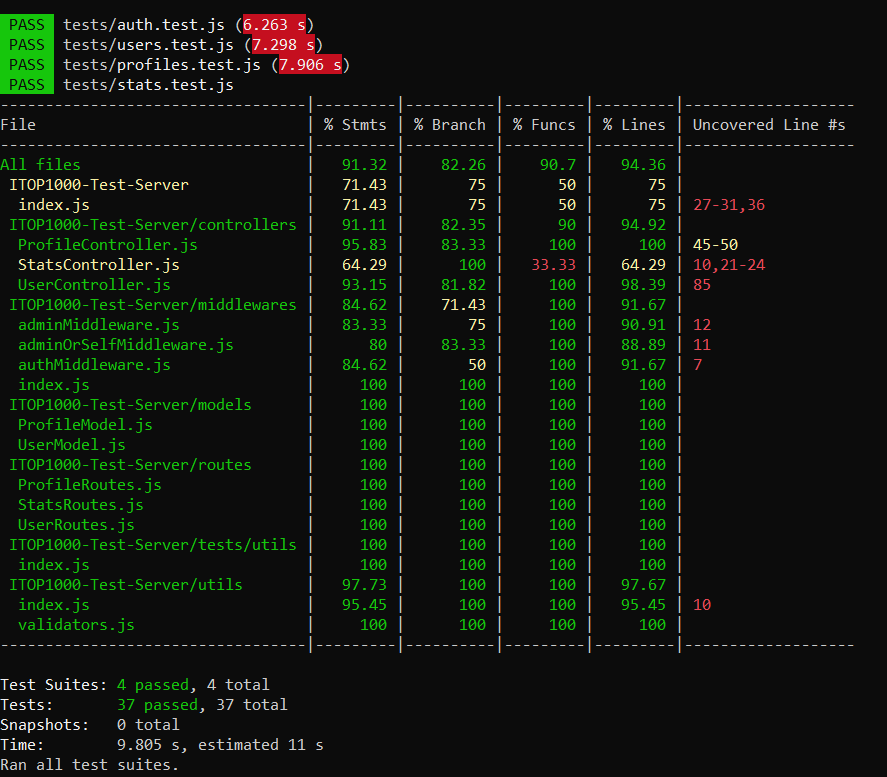 PASS tests/auth.test.js (6.263 s)
PASS tests/users.test.js (7.298 s)
PASS tests/profiles.test.js (7.906 s)
PASS tests/stats.test.js
----------------------------------|---------|----------|---------|---------|-------------------
File                              | % Stmts | % Branch | % Funcs | % Lines | Uncovered Line #s
----------------------------------|---------|----------|---------|---------|-------------------
All files                         |   91.32 |    82.26 |    90.7 |   94.36 |
 ITOP1000-Test-Server             |   71.43 |       75 |      50 |      75 |
  index.js                        |   71.43 |       75 |      50 |      75 | 27-31,36
 ITOP1000-Test-Server/controllers |   91.11 |    82.35 |      90 |   94.92 |
  ProfileController.js            |   95.83 |    83.33 |     100 |     100 | 45-50
  StatsController.js              |   64.29 |      100 |   33.33 |   64.29 | 10,21-24
  UserController.js               |   93.15 |    81.82 |     100 |   98.39 | 85
 ITOP1000-Test-Server/middlewares |   84.62 |    71.43 |     100 |   91.67 |
  adminMiddleware.js              |   83.33 |       75 |     100 |   90.91 | 12
  adminOrSelfMiddleware.js        |      80 |    83.33 |     100 |   88.89 | 11
  authMiddleware.js               |   84.62 |       50 |     100 |   91.67 | 7
  index.js                        |     100 |      100 |     100 |     100 |
 ITOP1000-Test-Server/models      |     100 |      100 |     100 |     100 |
  ProfileModel.js                 |     100 |      100 |     100 |     100 |
  UserModel.js                    |     100 |      100 |     100 |     100 |
 ITOP1000-Test-Server/routes      |     100 |      100 |     100 |     100 |
  ProfileRoutes.js                |     100 |      100 |     100 |     100 |
  StatsRoutes.js                  |     100 |      100 |     100 |     100 |
  UserRoutes.js                   |     100 |      100 |     100 |     100 |
 ITOP1000-Test-Server/tests/utils |     100 |      100 |     100 |     100 |
  index.js                        |     100 |      100 |     100 |     100 |
 ITOP1000-Test-Server/utils       |   97.73 |      100 |     100 |   97.67 |
  index.js                        |   95.45 |      100 |     100 |   95.45 | 10
  validators.js                   |     100 |      100 |     100 |     100 |
----------------------------------|---------|----------|---------|---------|-------------------
Test Suites: 4 passed, 4 total
Tests:       37 passed, 37 total
Snapshots:   0 total
Time:        9.805 s, estimated 11 s
Ran all test suites.